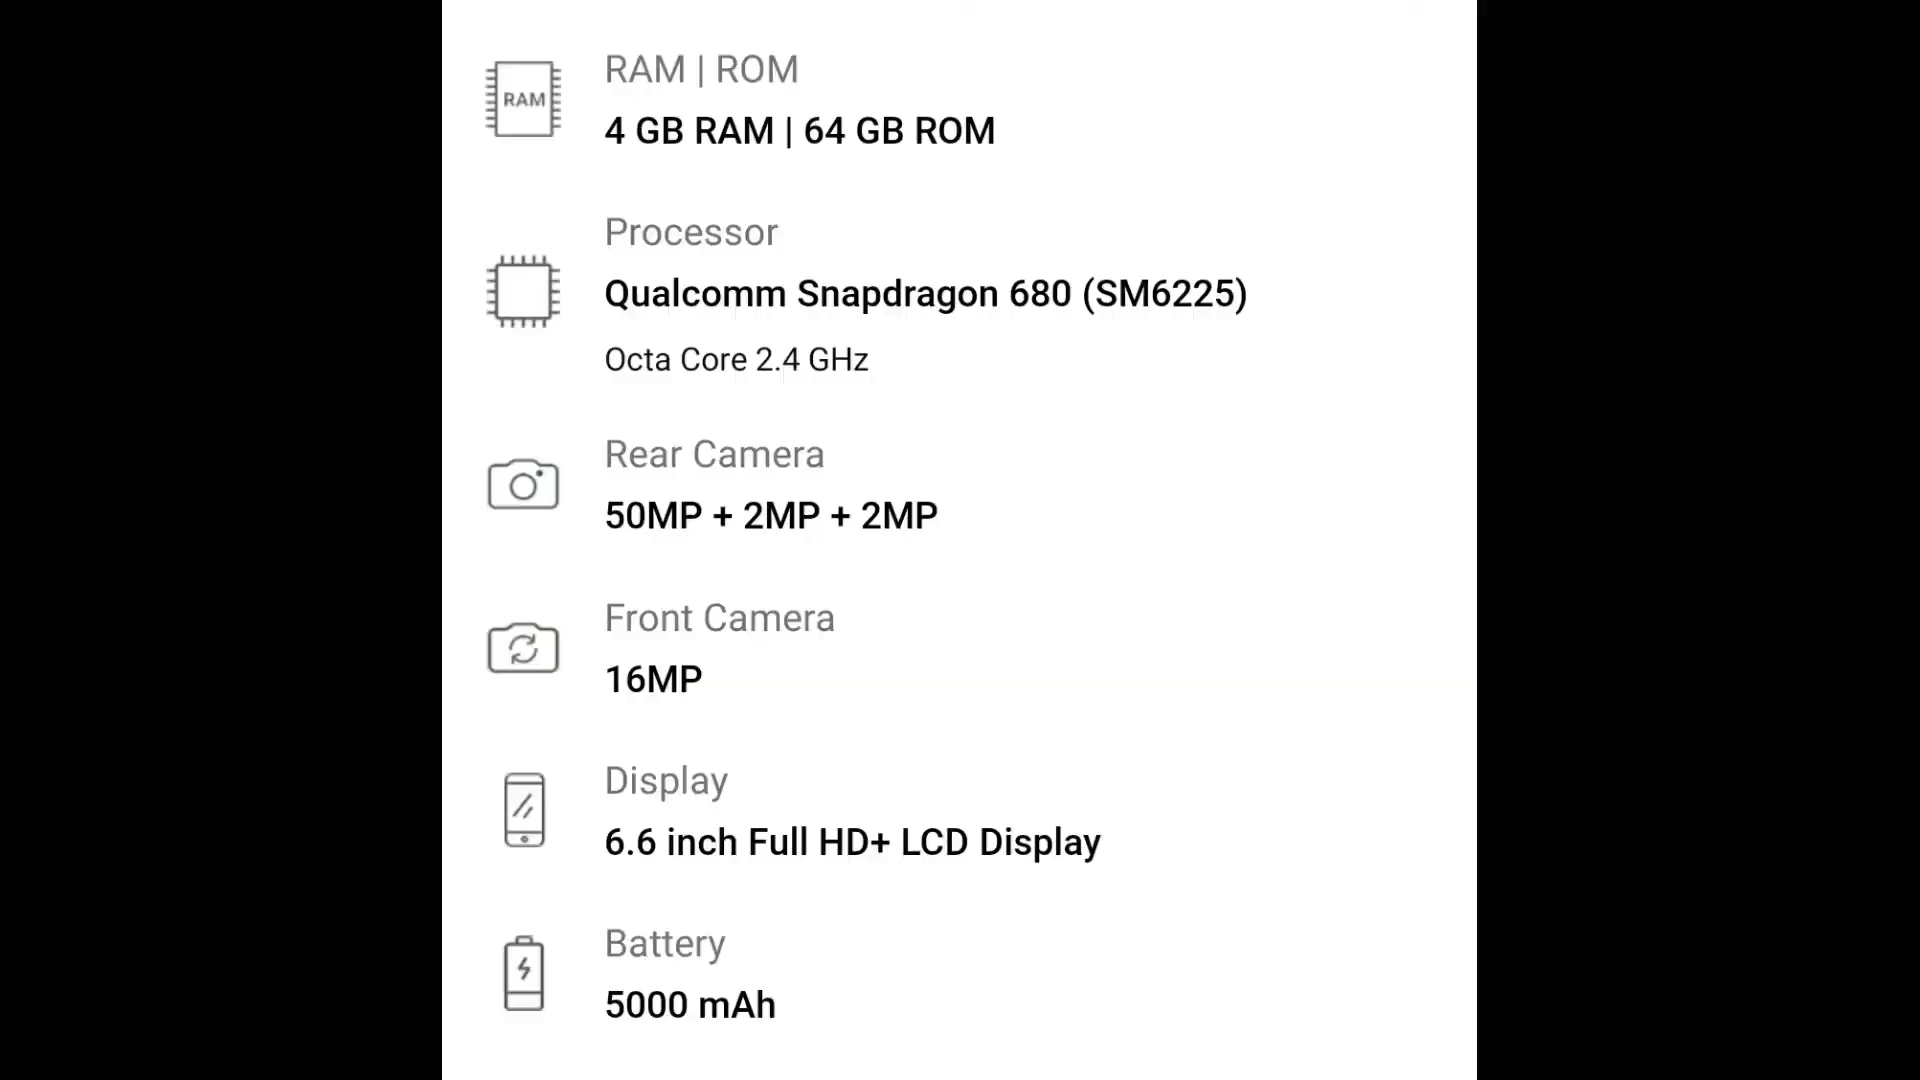 RAM
RAM | ROM
4 GB RAM | 64 GB ROM
Processor
Qualcomm Snapdragon 680 (SM6225)
Octa Core 2.4 GHz
Rear Camera
50MP + 2MP + 2MP
Front Camera
16MP
Display
6.6 inch Full HD+ LCD Display
Battery
5000 mAh